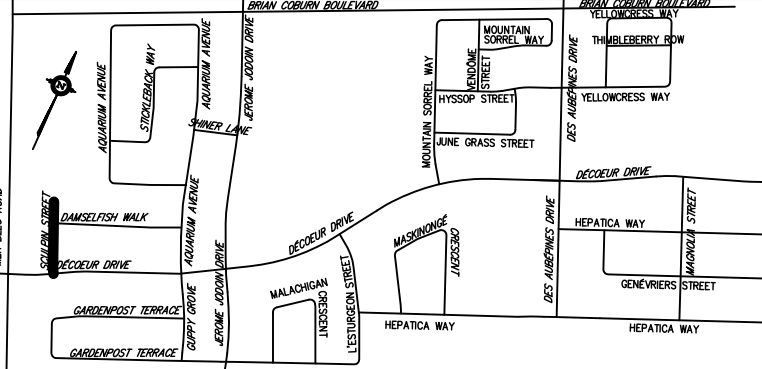 BRIAN COBURN BOULEVARD
BRIAN COBURN BOULEVARD
YELLOWCRESS WAY
MOUNTAIN
SORREL WAY
THIMBLEBERRY ROW
AQUARIUM AVENUE
STICKLEBACK WAY
AQUARIUM AVENUE
JEROME JODOIN DRIVE
VENDÔME
STREET
DES AUBÉPINES DRIVE
N
HYSSOP STREET
YELLOWCRESS WAY
MOUNTAIN SORREL WAY
SHINER LANE
JUNE GRASS STREET
DÉCOEUR DRIVE
SCULPIN STREET
DAMSELFISH WALK
AQUARIUM AVENUE
DÉCOEUR DRIVE
MASKINONGÉ
CRESCENT
DES AUBÉPINES DRIVE
HEPATICA WAY
MAGNOLIA STREET
DÉCOEUR DRIVE
JEROME JODOIN DRIVE
L'ESTURGEON STREET
MALACHIGAN
CRESCENT
GENÉVRIERS STREET
GARDENPOST TERRACE
GUPPY GROVE
HEPATICA WAY
HEPATICA WAY
GARDENPOST TERRACE